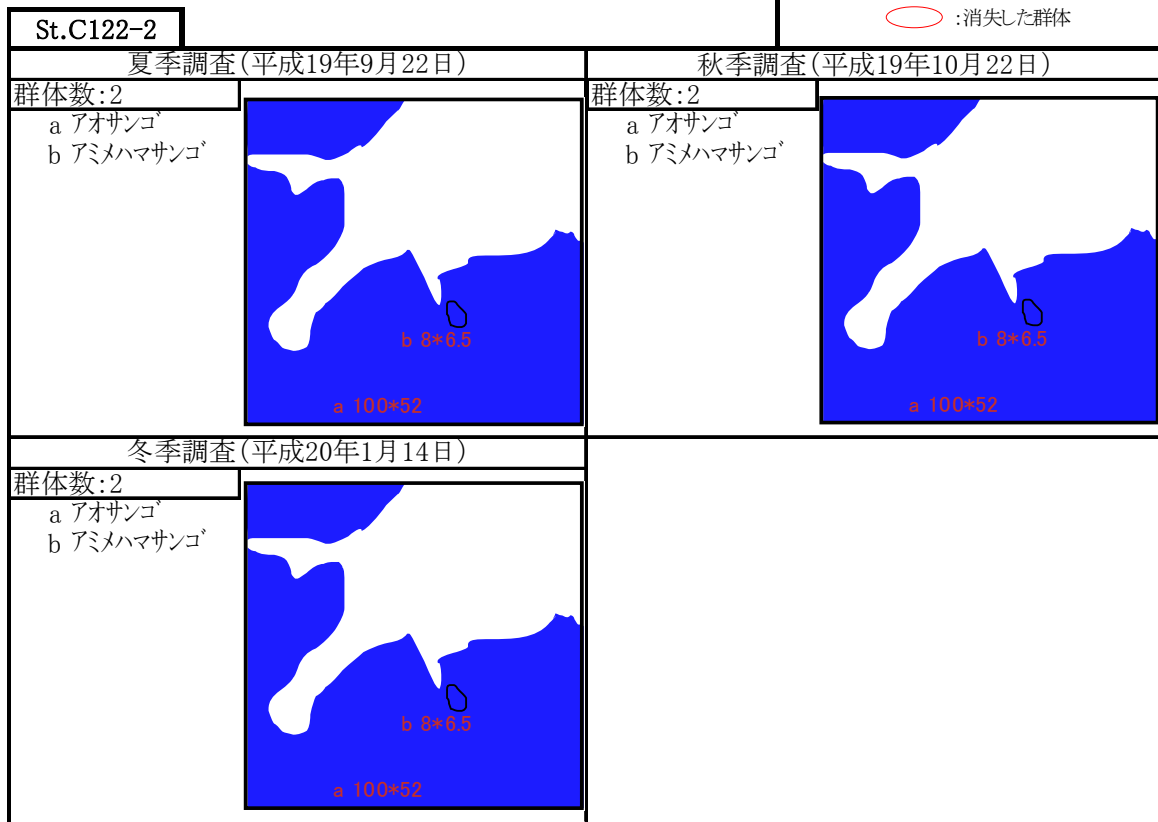 St.C122-2
:消失した群体
夏季調査(平成19年9月22日)
群体数:2
a アオサンゴ
b アミメハマサンゴ
b 8*6.5
a 100*52
秋季調査(平成19年10月22日)
群体数:2
a アオサンゴ
b アミメハマサンゴ
b 8*6.5
a 100*52
冬季調査(平成20年1月14日)
群体数:2
a アオサンゴ
b アミメハマサンゴ
b 8*6.5
a 100*52